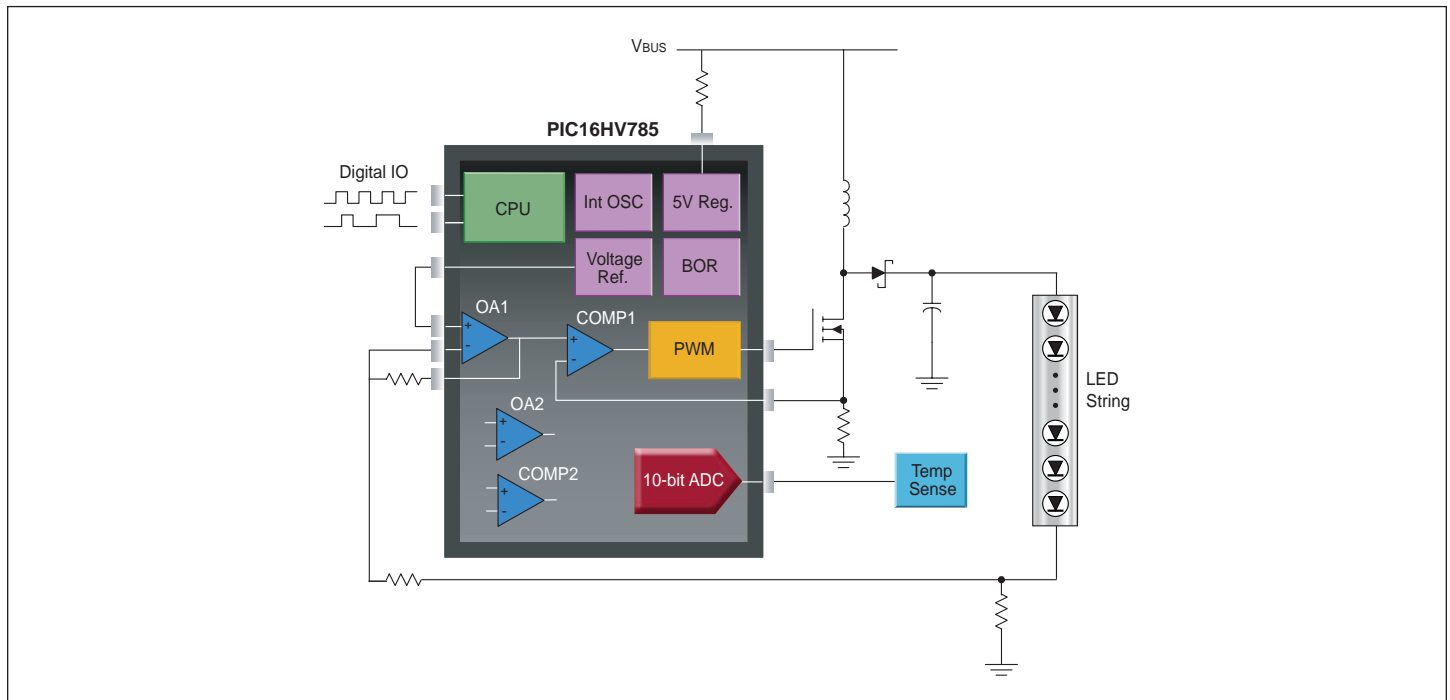 VBUS
PIC16HV785
Digital IO
CPU
Int OSC
5V Reg.
Voltage
Ref.
BOR
OA1
+
-
COMP1
+
-
PWM
OA2
+
-
COMP2
+
-
10-bit ADC
Temp
Sense
LED
String